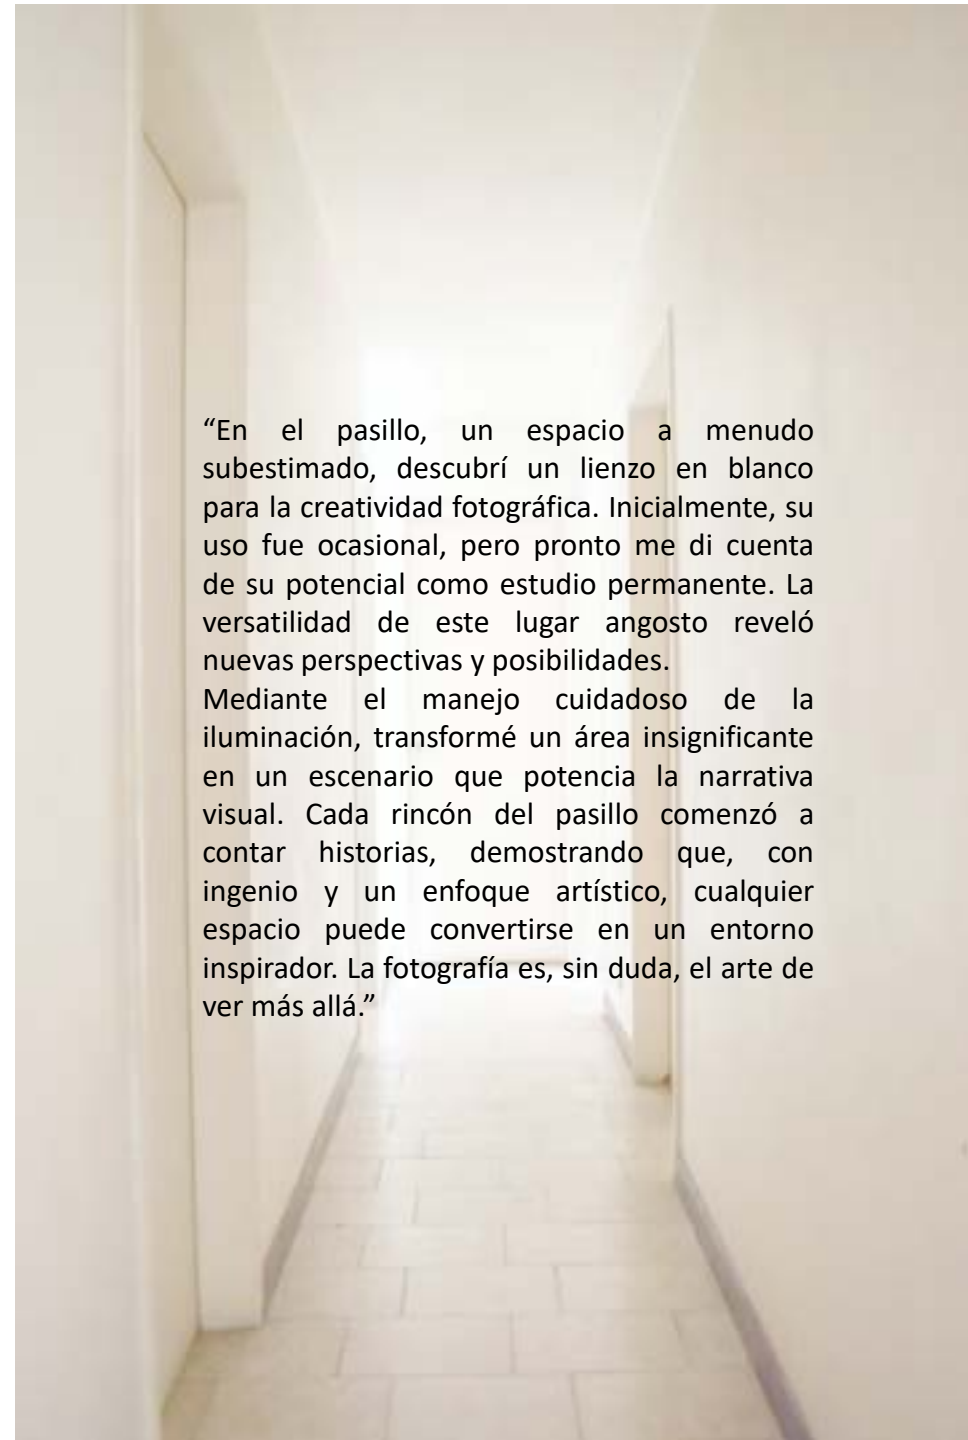 “En el pasillo, un espacio a menudo
subestimado, descubrí un lienzo en blanco
para la creatividad fotográfica. Inicialmente, su
uso fue ocasional, pero pronto me di cuenta
de su potencial como estudio permanente. La
versatilidad de este lugar angosto reveló
nuevas perspectivas y posibilidades.
Mediante el manejo cuidadoso de la
iluminación, transformé un área insignificante
en un escenario que potencia la narrativa
visual. Cada rincón del pasillo comenzó a
contar historias, demostrando que, con
ingenio y un enfoque artístico, cualquier
espacio puede convertirse en un entorno
inspirador. La fotografía es, sin duda, el arte de
ver más allá.”